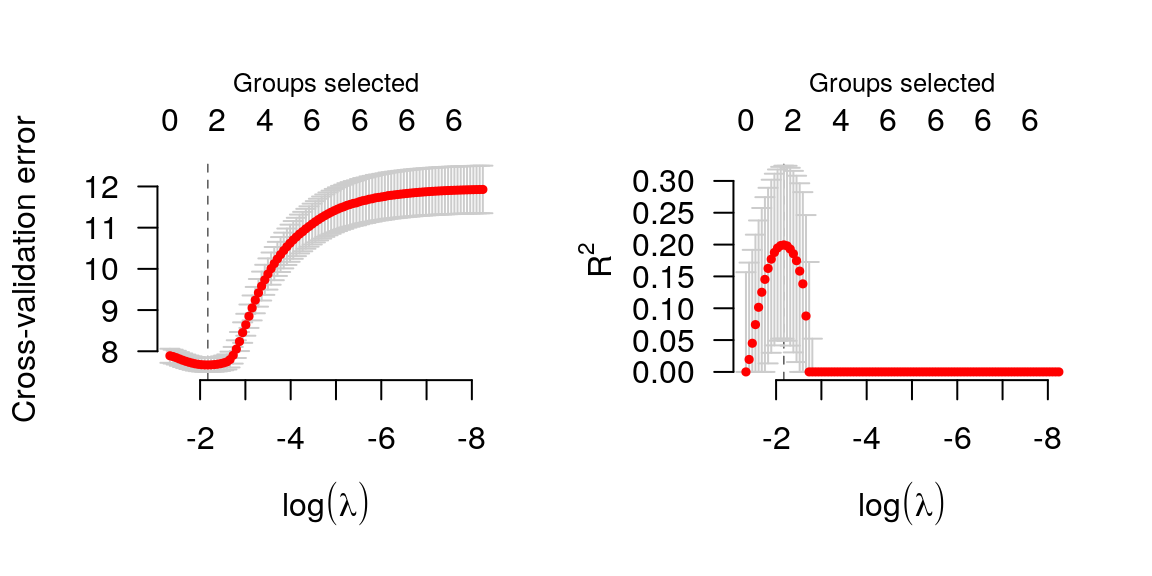 Groups selected
0 2 4 6 6 6 6
Cross-validation error
12
11
10
9
8
-2 -4 -6 -8
log(λ)
Groups selected
0 2 4 6 6 6 6
R²
0.30
0.25
0.20
0.15
0.10
0.05
0.00
-2 -4 -6 -8
log(λ)